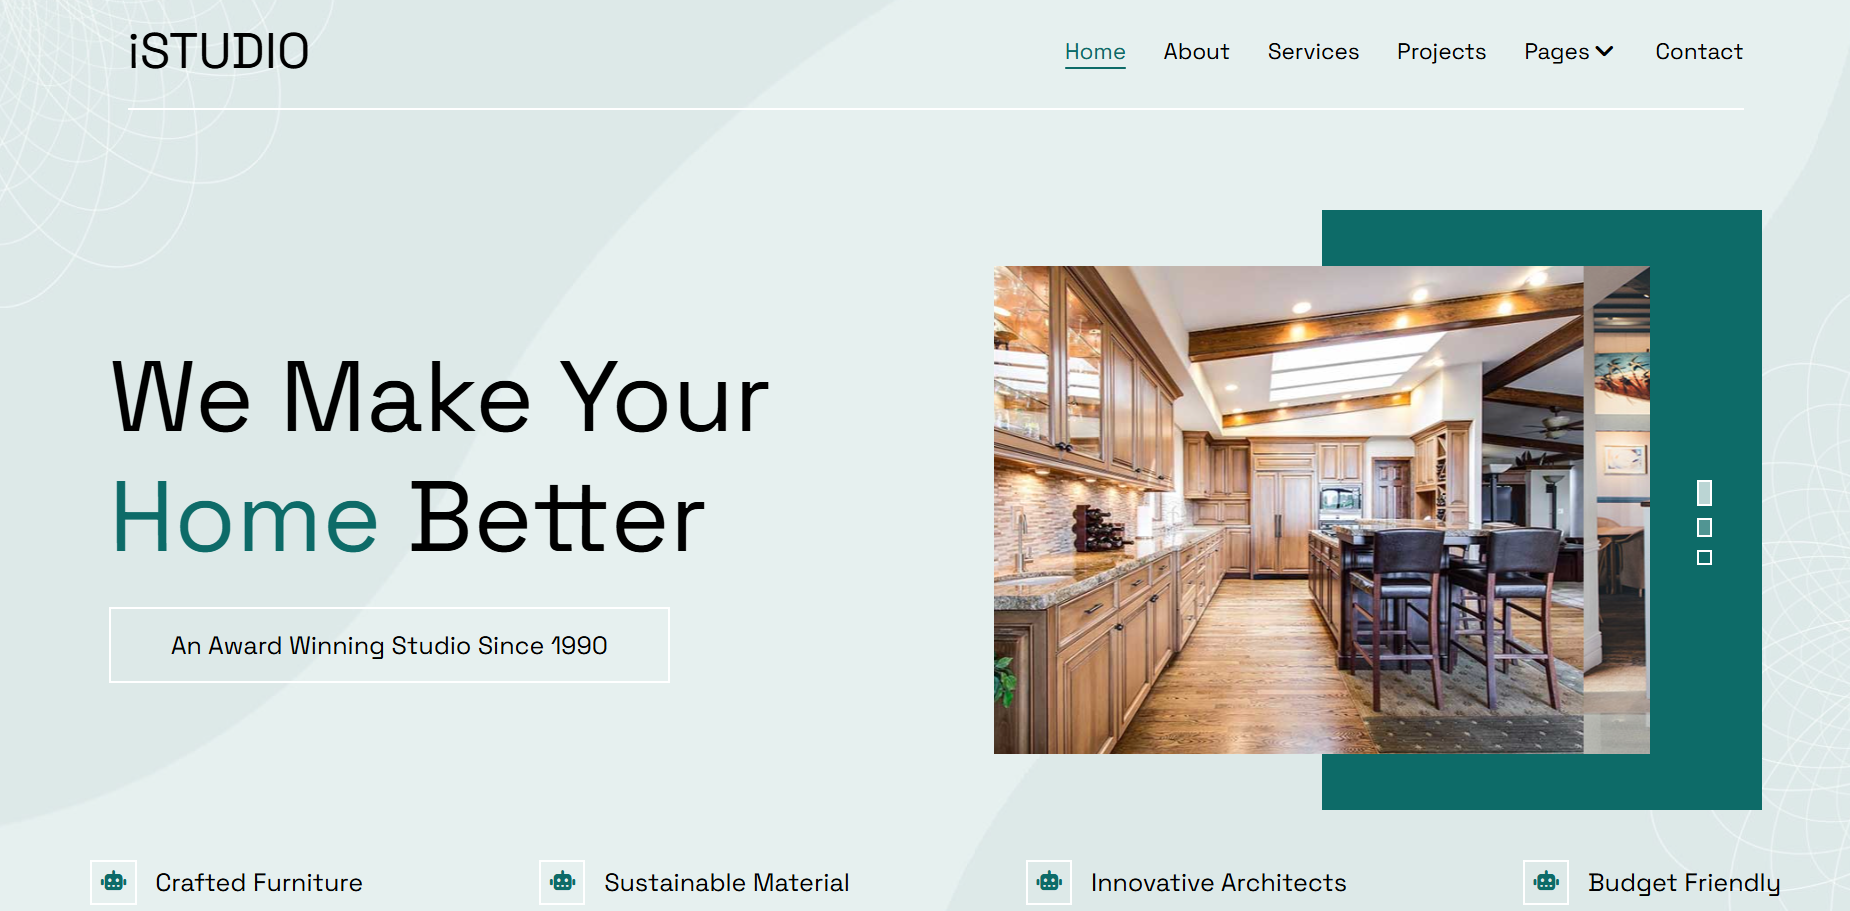 iSTUDIO
Home About Services Projects Pages Contact
We Make Your
Home Better
An Award Winning Studio Since 1990
Crafted Furniture Sustainable Material Innovative Architects Budget Friendly